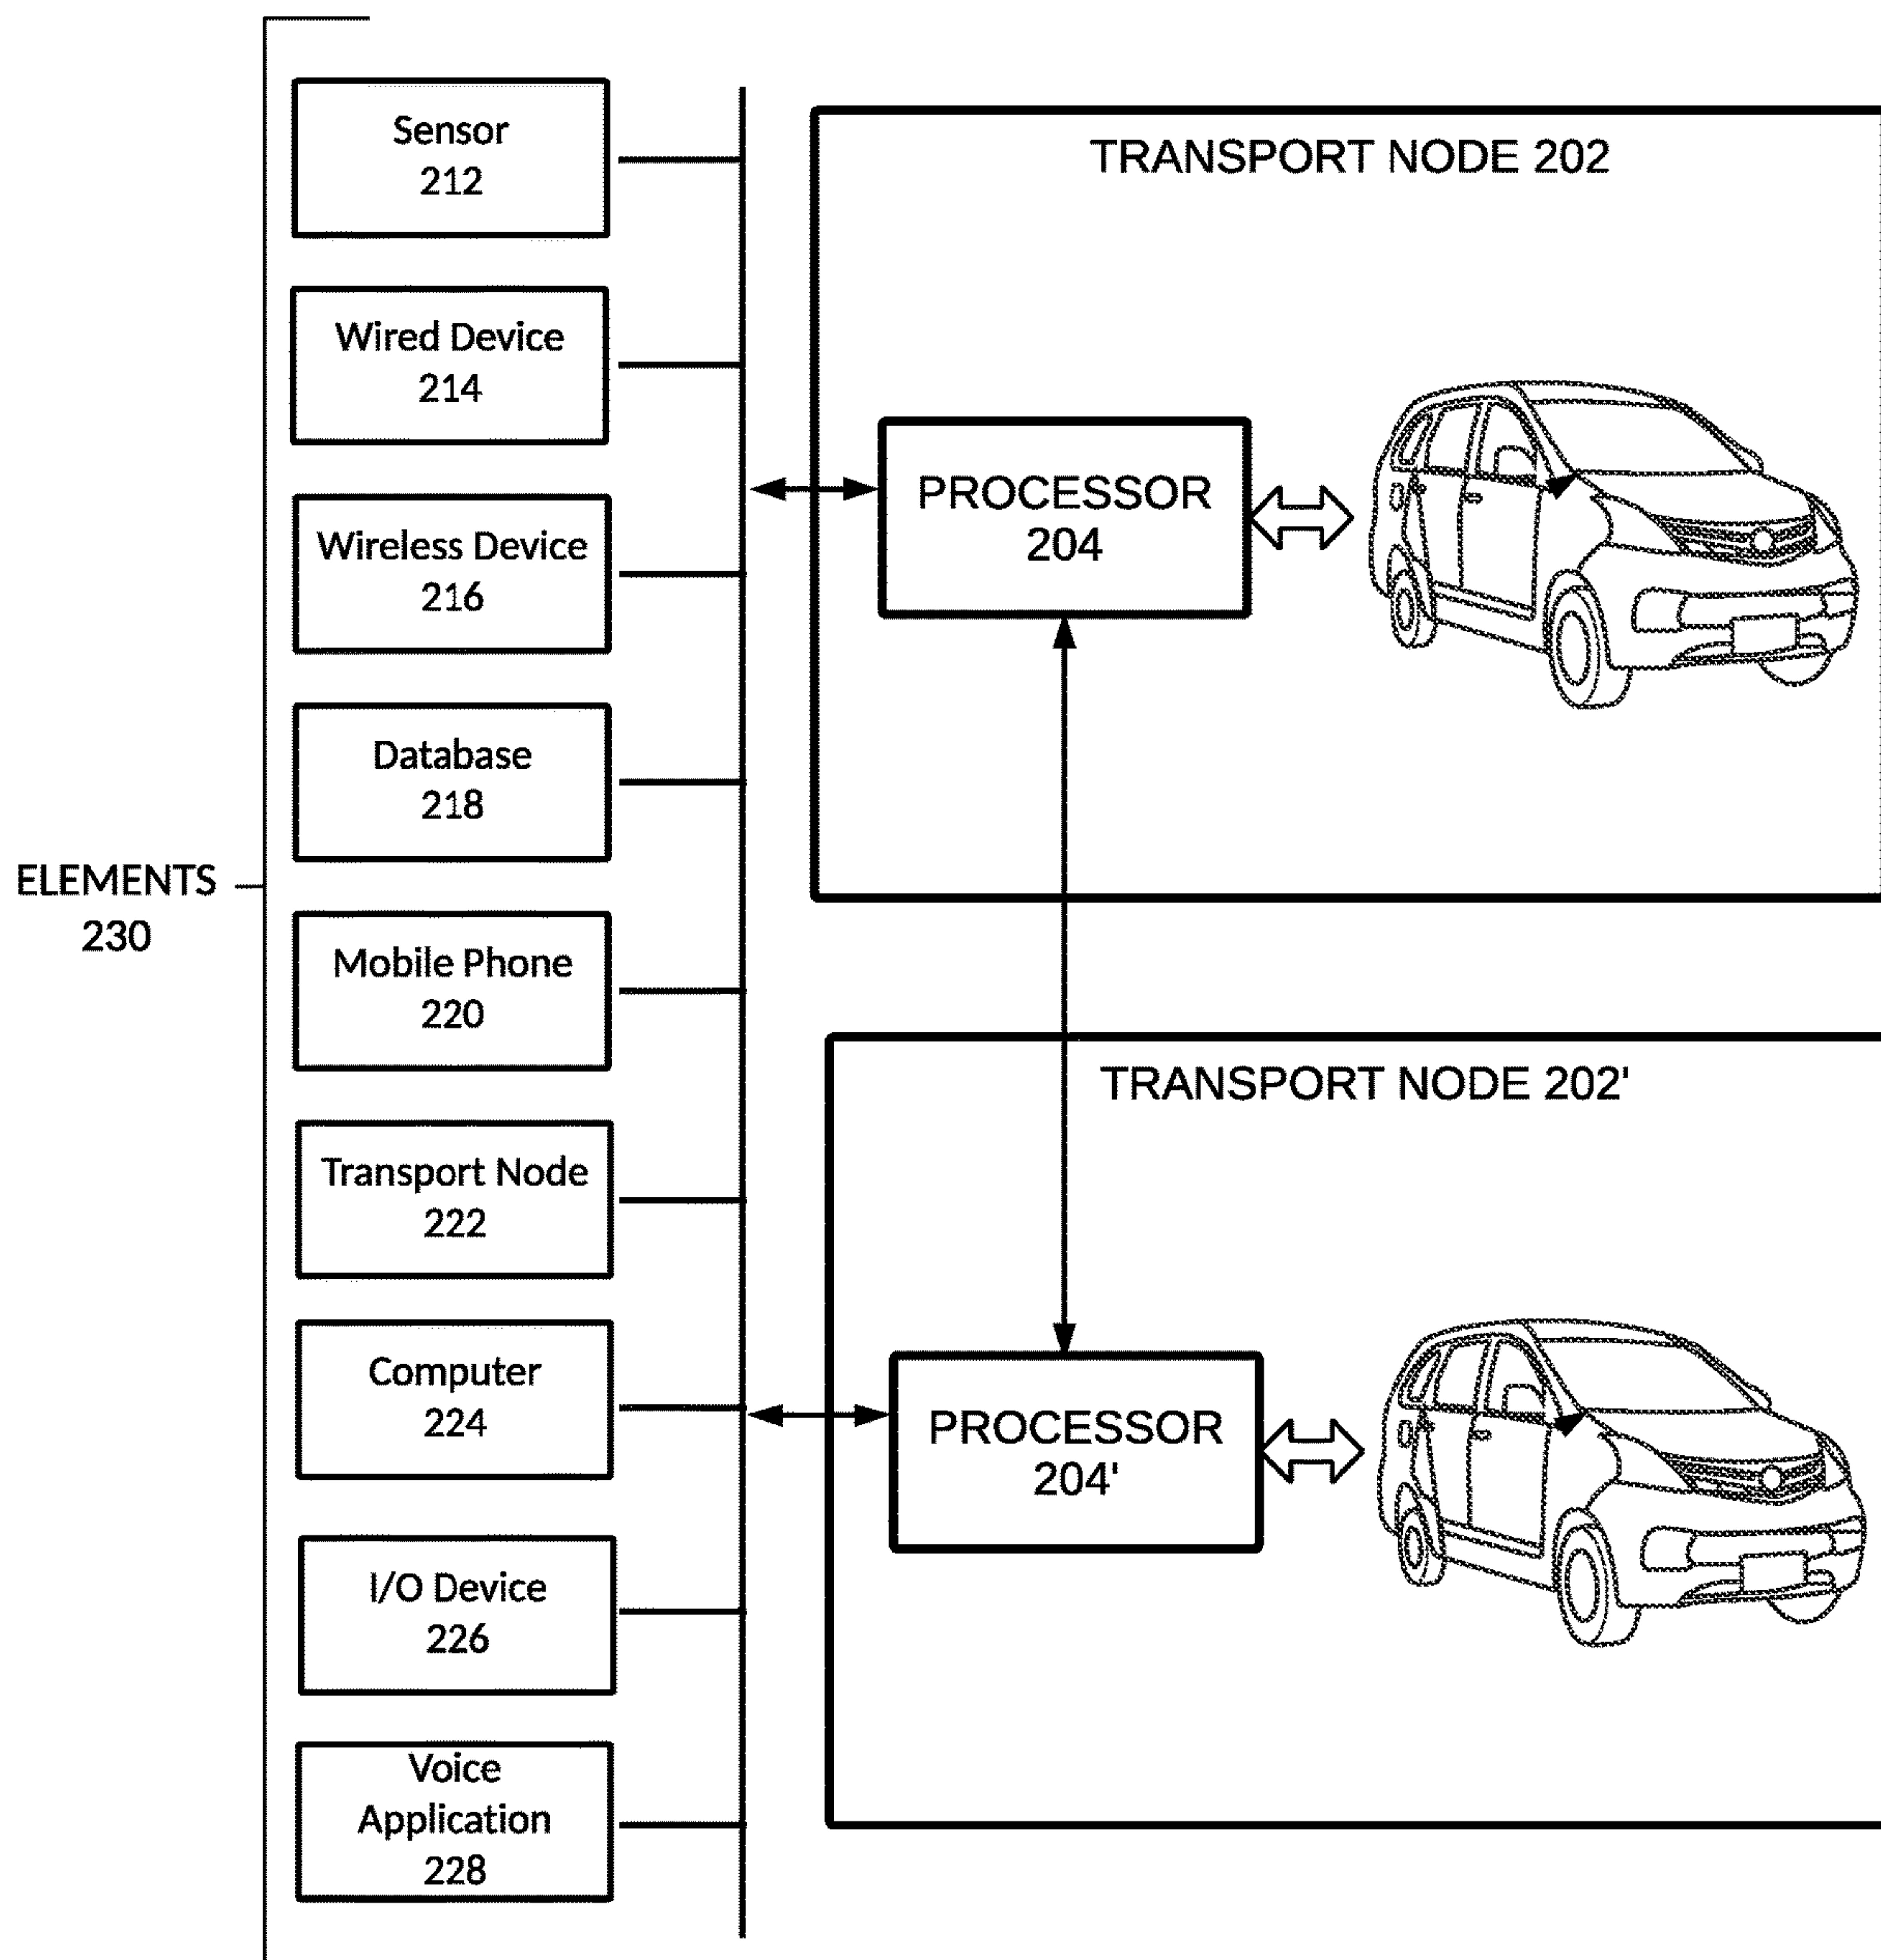 Sensor
212
Wired Device
214
Wireless Device
216
Database
218
ELEMENTS
230
Mobile Phone
220
Transport Node
222
Computer
224
I/O Device
226
Voice
Application
228
TRANSPORT NODE 202
PROCESSOR
204
TRANSPORT NODE 202'
PROCESSOR
204'